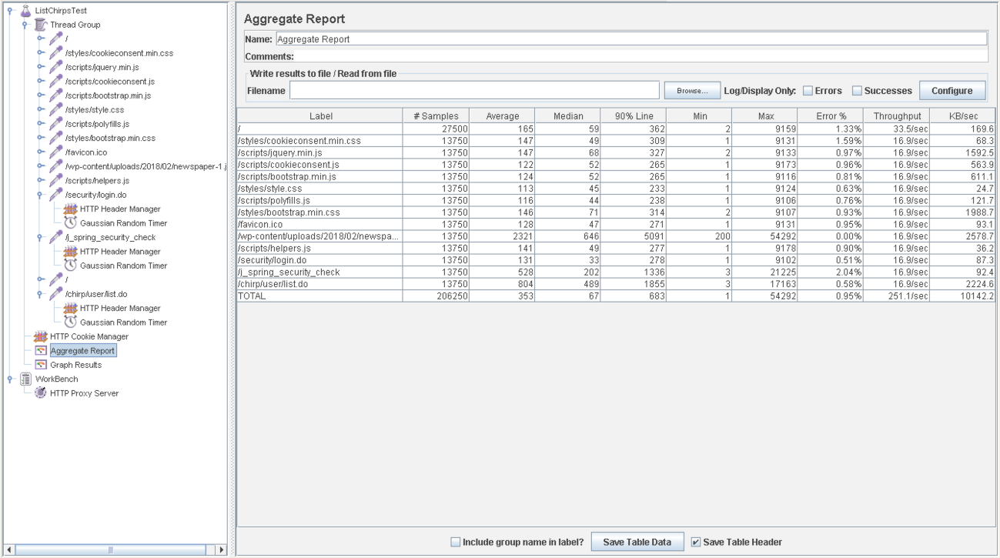 ListChirpsTest
Thread Group
/
/styles/cookieconsent.min.css
/scripts/jquery.min.js
/scripts/cookieconsent.js
/scripts/bootstrap.min.js
/styles/style.css
/scripts/polyfills.js
/styles/bootstrap.min.css
/favicon.ico
/wp-content/uploads/2018/02/newspaper-1.j
/scripts/helpers.js
/security/login.do
HTTP Header Manager
Gaussian Random Timer
/j_spring_security_check
HTTP Header Manager
Gaussian Random Timer
/
/chirp/user/list.do
HTTP Header Manager
Gaussian Random Timer
HTTP Cookie Manager
Aggregate Report
Graph Results
WorkBench
HTTP Proxy Server
Aggregate Report
Name: Aggregate Report
Comments:
Write results to file / Read from file
Filename Browse... Log/Display Only: Errors Successes Configure
Label # Samples Average Median 90% Line Min Max Error % Throughput KB/sec
/ 27500 165 59 362 2 9159 1.33% 33.5/sec 169.6
/styles/cookieconsent.min.css 13750 147 49 309 1 9131 1.59% 16.9/sec 68.3
/scripts/jquery.min.js 13750 147 68 327 2 9133 0.97% 16.9/sec 1592.5
/scripts/cookieconsent.js 13750 122 52 265 1 9173 0.96% 16.9/sec 563.9
/scripts/bootstrap.min.js 13750 124 52 265 1 9116 0.81% 16.9/sec 611.1
/styles/style.css 13750 113 45 233 1 9124 0.63% 16.9/sec 24.7
/scripts/polyfills.js 13750 116 44 238 1 9106 0.76% 16.9/sec 121.7
/styles/bootstrap.min.css 13750 146 71 314 2 9107 0.93% 16.9/sec 1988.7
/favicon.ico 13750 128 47 271 1 9131 0.95% 16.9/sec 93.1
/wp-content/uploads/2018/02/newspa... 13750 2321 646 5091 200 54292 0.00% 16.9/sec 2578.7
/scripts/helpers.js 13750 141 49 277 1 9178 0.90% 16.9/sec 36.2
/security/login.do 13750 131 33 278 1 9102 0.51% 16.9/sec 87.3
/j_spring_security_check 13750 528 202 1336 3 21225 2.04% 16.9/sec 92.4
/chirp/user/list.do 13750 804 489 1855 3 17163 0.58% 16.9/sec 2224.6
TOTAL 206250 353 67 683 1 54292 0.95% 251.1/sec 10142.2
Include group name in label? Save Table Data Save Table Header